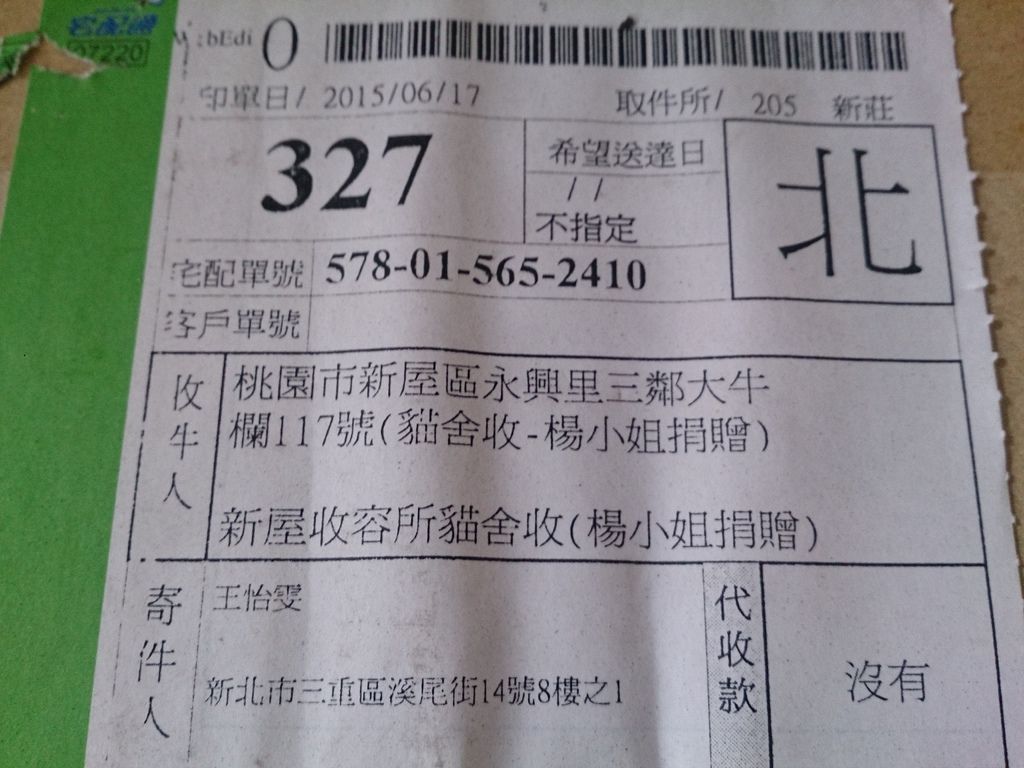 宅配通
07220
bEdi 0
印單日/ 2015/06/17 取件所/ 205 新莊
327
希望送達日
/ /
不指定
北
宅配單號 578-01-565-2410
客戶單號
收件人
桃園市新屋區永興里三鄰大牛
欄117號(貓舍收-楊小姐捐贈)
新屋收容所貓舍收(楊小姐捐贈)
寄件人
王怡雯
新北市三重區溪尾街14號8樓之1
代收款
沒有